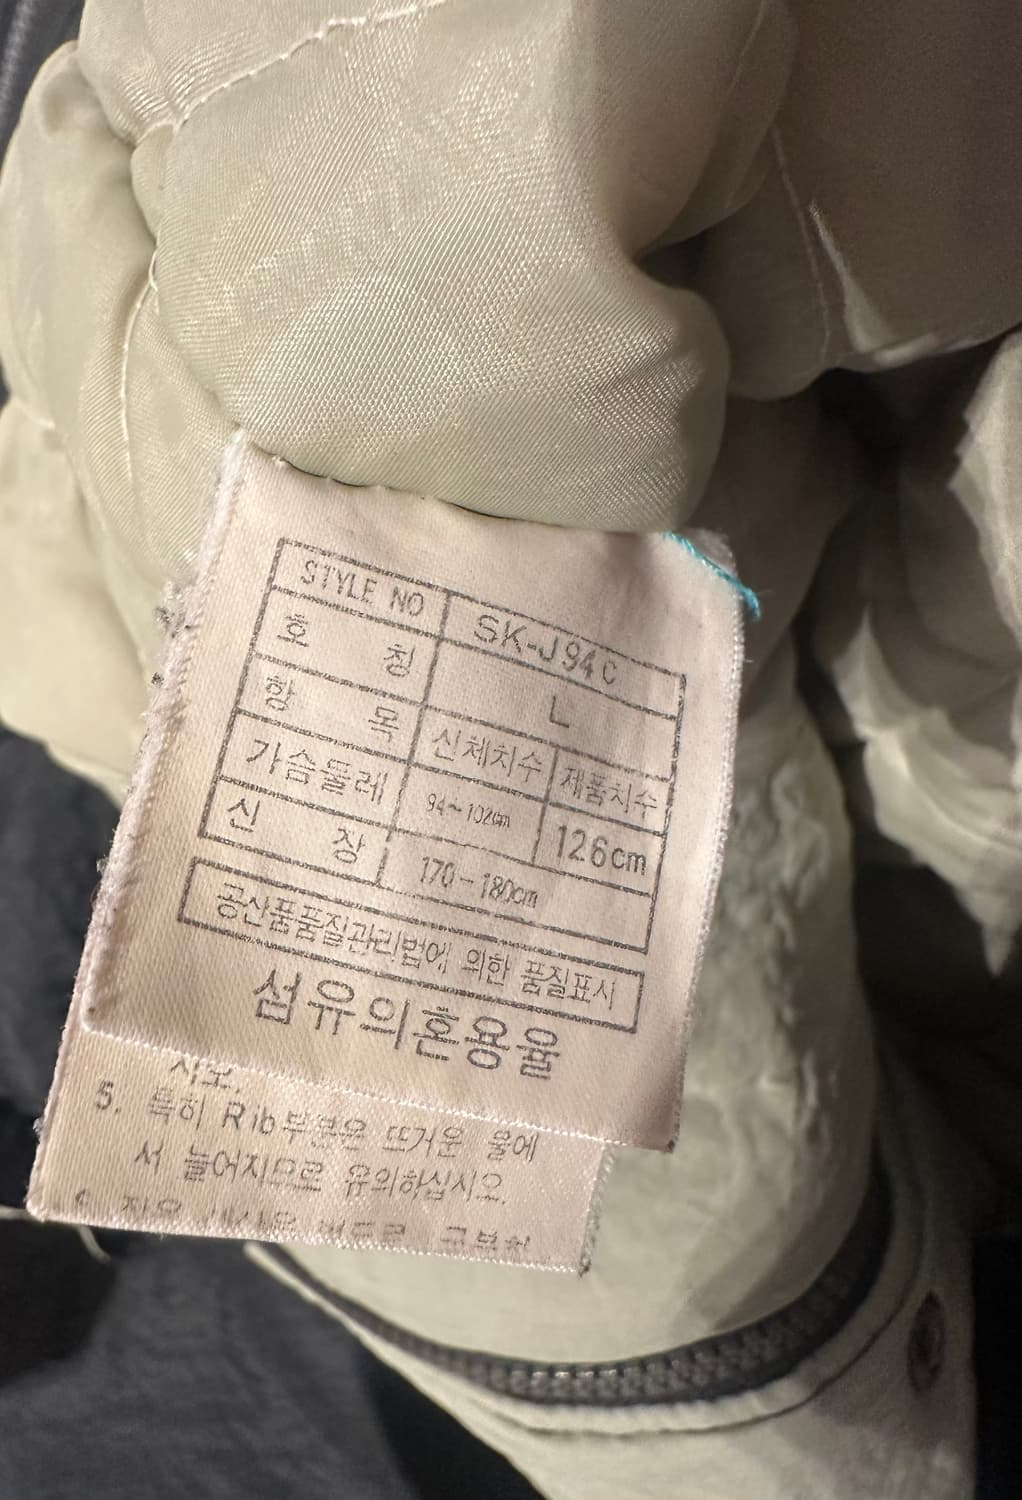 STYLE NO SK-J94C
호 칭 L
항 목 신체치수 제품치수
가슴둘레 94~102cm 126cm
신 장 170-180cm
공산품품질관리법에 의한 품질표시
섬유의혼용율
시오.
5. 특히 Rib부분은 뜨거운 물에
서 늘어지므로 유의하십시오.